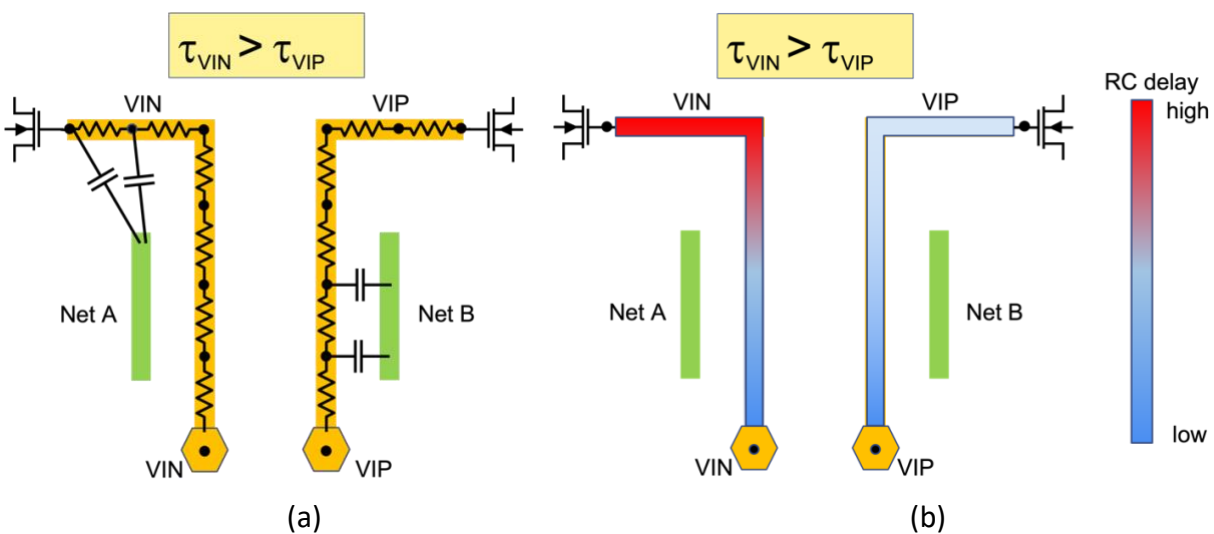 τVIN > τVIP
VIN
VIP
Net A
Net B
VIN
VIP
(a)
τVIN > τVIP
RC delay
high
VIN
VIP
Net A
Net B
low
VIN
VIP
(b)